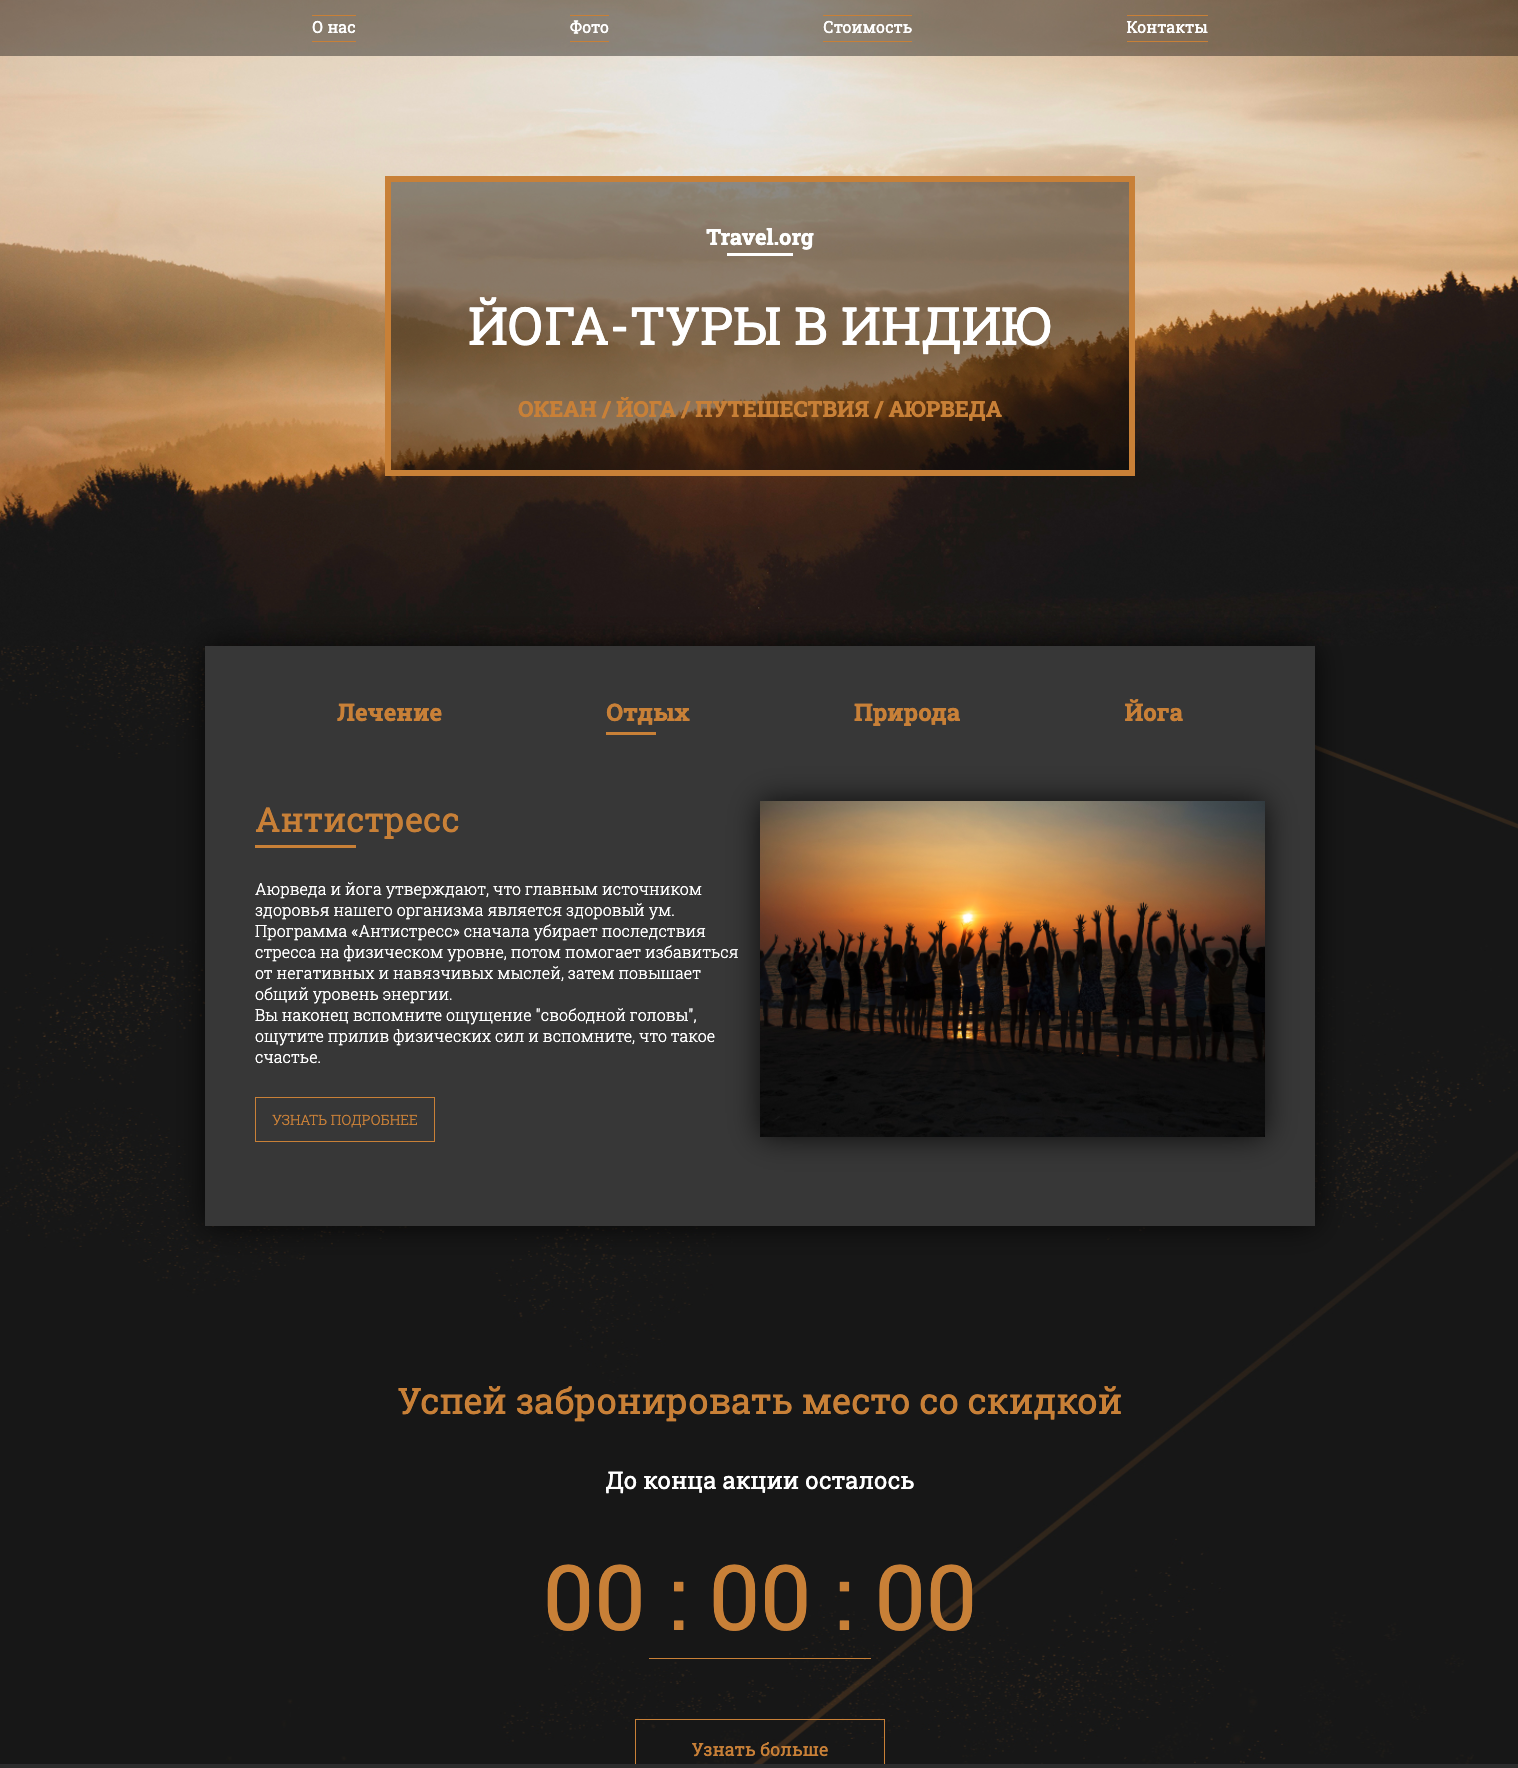 О нас
Фото
Стоимость
Контакты
Travel.org
ЙОГА-ТУРЫ В ИНДИЮ
ОКЕАН / ЙОГА / ПУТЕШЕСТВИЯ / АЮРВЕДА
Лечение
Отдых
Природа
Йога
Антистресс
Аюрведа и йога утверждают, что главным источником
здоровья нашего организма является здоровый ум.
Программа «Антистресс» сначала убирает последствия
стресса на физическом уровне, потом помогает избавиться
от негативных и навязчивых мыслей, затем повышает
общий уровень энергии.
Вы наконец вспомните ощущение "свободной головы",
ощутите прилив физических сил и вспомните, что такое
счастье.
УЗНАТЬ ПОДРОБНЕЕ
Успей забронировать место со скидкой
До конца акции осталось
00 : 00 : 00
Узнать больше